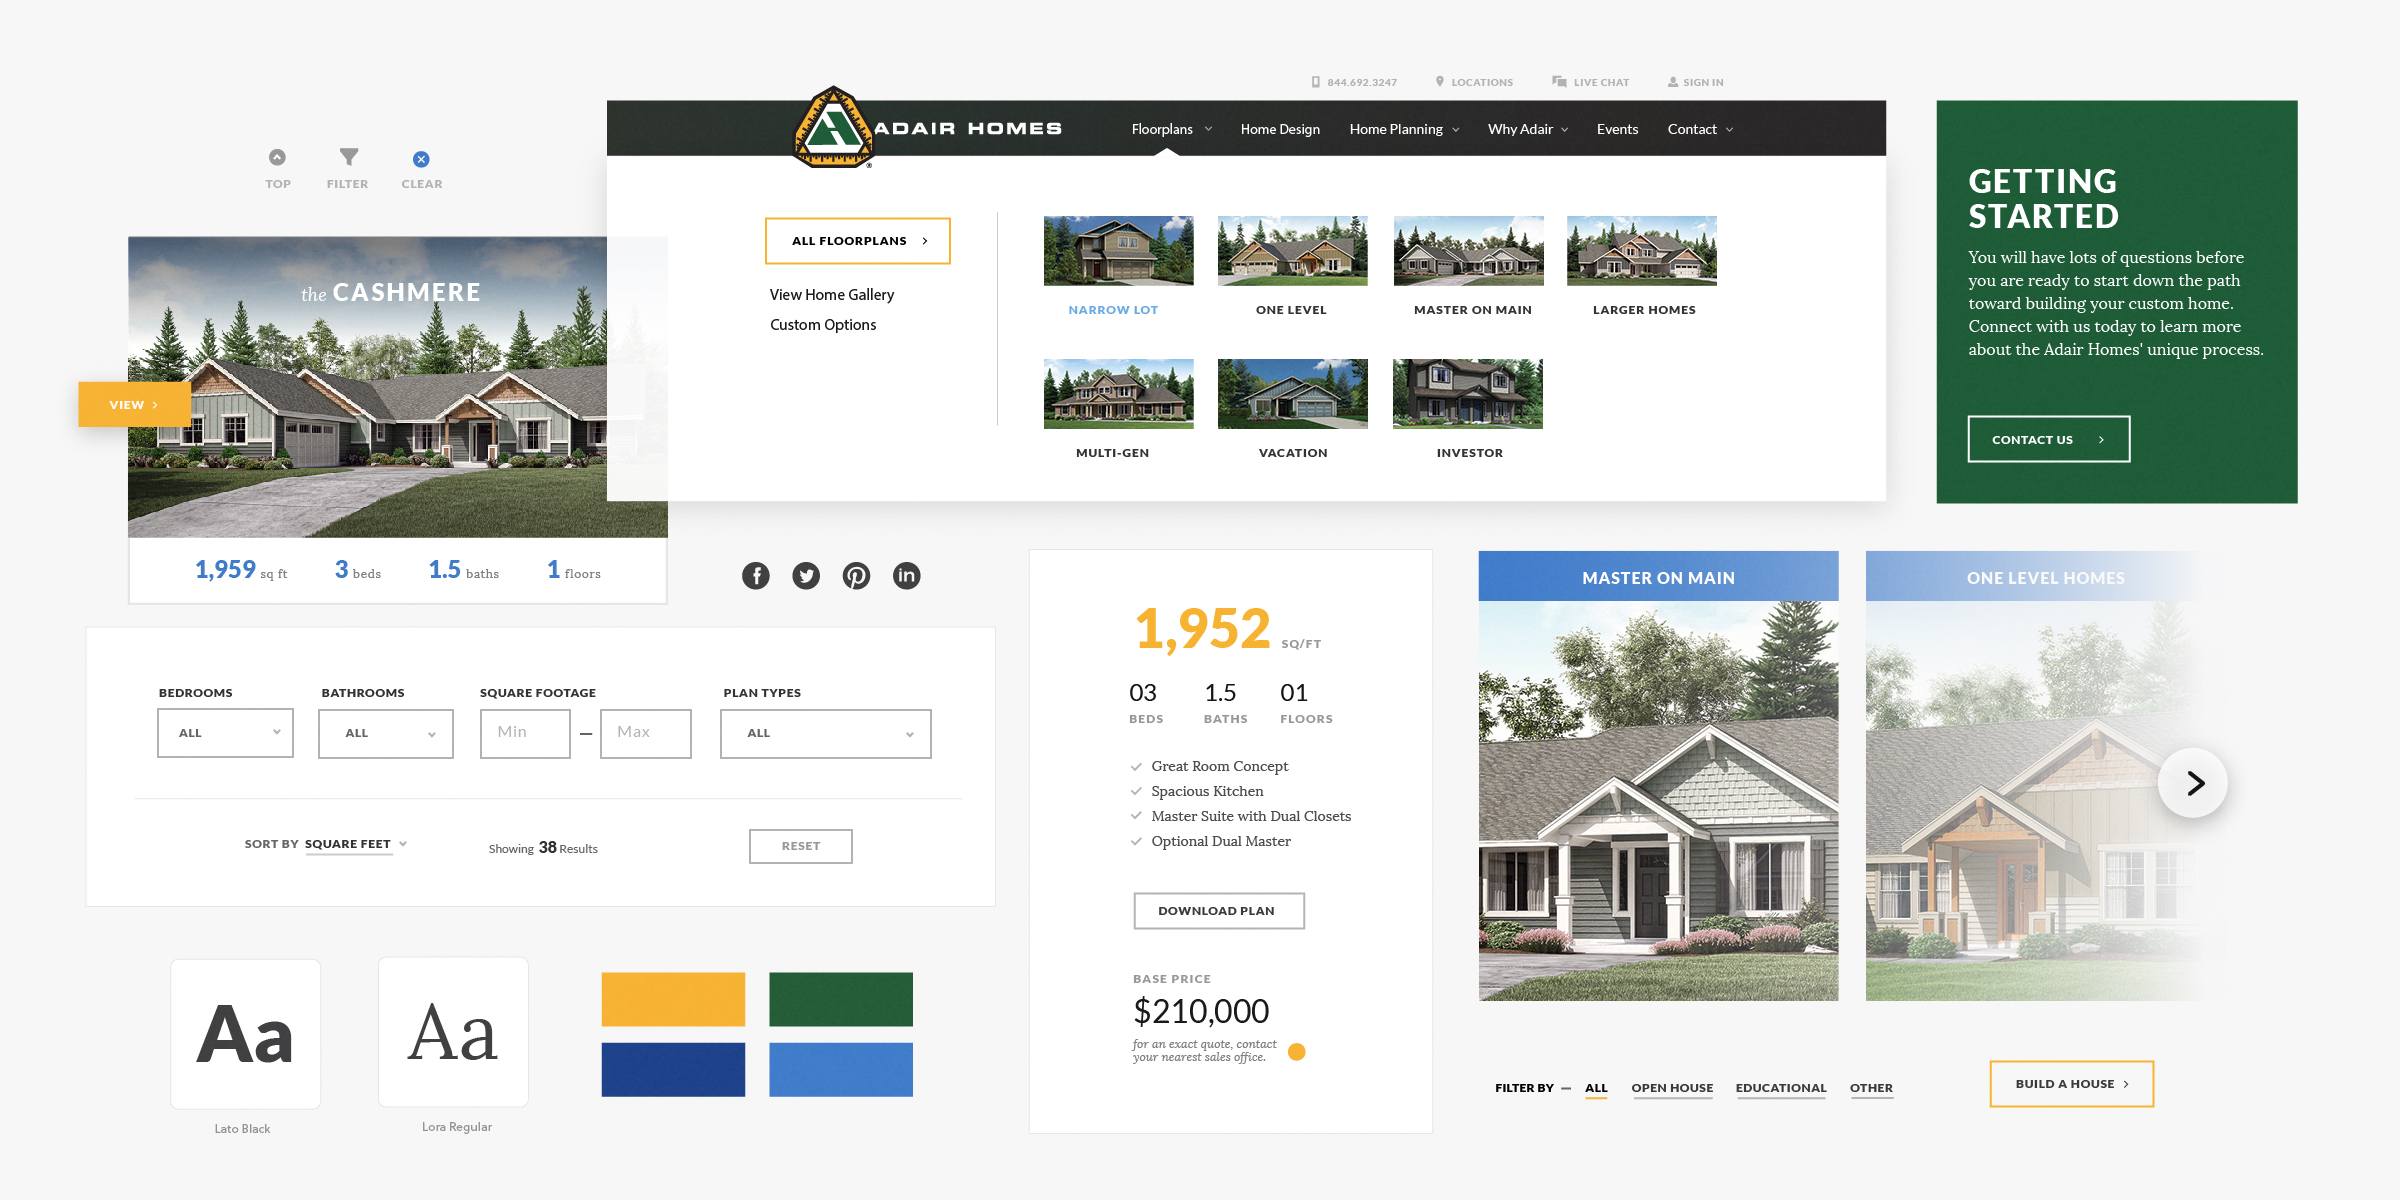 844.692.3247
LOCATIONS
LIVE CHAT
SIGN IN
ADAIR HOMES
®
Floorplans
Home Design
Home Planning
Why Adair
Events
Contact
TOP
FILTER
CLEAR
ALL FLOORPLANS
View Home Gallery
Custom Options
NARROW LOT
ONE LEVEL
MASTER ON MAIN
LARGER HOMES
MULTI-GEN
VACATION
INVESTOR
GETTING
STARTED
You will have lots of questions before
you are ready to start down the path
toward building your custom home.
Connect with us today to learn more
about the Adair Homes' unique process.
CONTACT US
the CASHMERE
VIEW
1,959 sq ft
3 beds
1.5 baths
1 floors
BEDROOMS
BATHROOMS
SQUARE FOOTAGE
PLAN TYPES
ALL
ALL
Min
—
Max
ALL
SORT BY SQUARE FEET
Showing 38 Results
RESET
1,952 SQ/FT
03
1.5
01
BEDS
BATHS
FLOORS
Great Room Concept
Spacious Kitchen
Master Suite with Dual Closets
Optional Dual Master
DOWNLOAD PLAN
BASE PRICE
$210,000
for an exact quote, contact
your nearest sales office.
MASTER ON MAIN
ONE LEVEL HOMES
Aa
Lato Black
Aa
Lora Regular
FILTER BY — ALL OPEN HOUSE EDUCATIONAL OTHER
BUILD A HOUSE